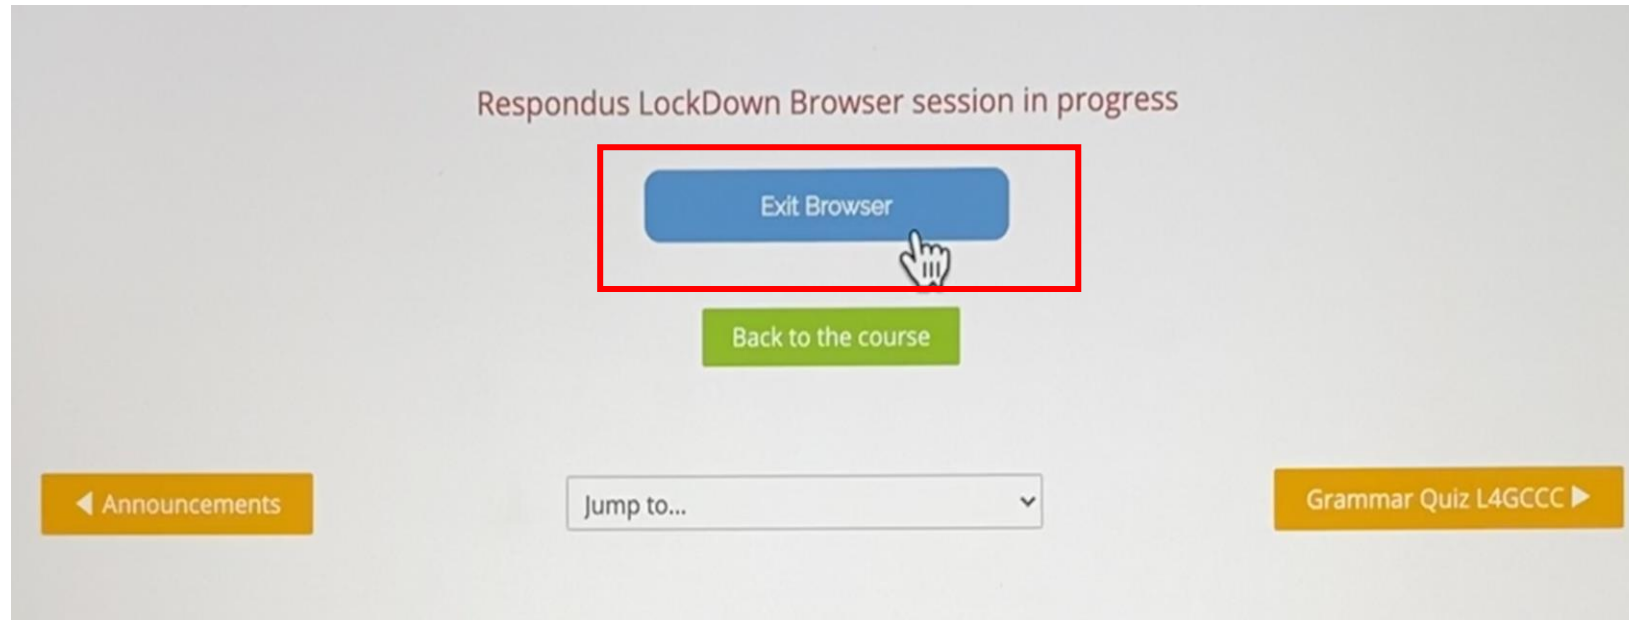 Respondus LockDown Browser session in progress
Exit Browser
Back to the course
◀ Announcements
Jump to...
Grammar Quiz L4GCCC ▶